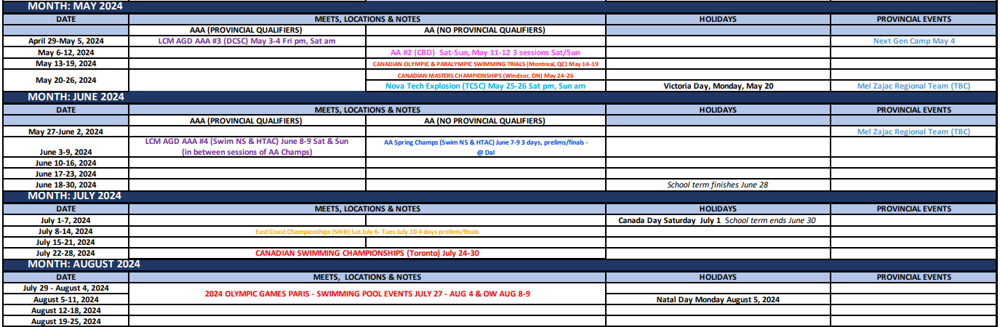 MONTH: MAY 2024
DATE MEETS, LOCATIONS & NOTES HOLIDAYS PROVINCIAL EVENTS
AAA (PROVINCIAL QUALIFIERS) AA (NO PROVINCIAL QUALIFIERS)
April 29-May 5, 2024 LCM AGD AAA #3 (DCSC) May 3-4 Fri pm, Sat am Next Gen Camp May 4
May 6-12, 2024 AA #2 (CBD) Sat-Sun, May 11-12 3 sessions Sat/Sun
May 13-19, 2024 CANADIAN OLYMPIC & PARALYMPIC SWIMMING TRIALS (Montreal, QC) May 14-19
May 20-26, 2024 CANADIAN MASTERS CHAMPIONSHIPS (Windsor, ON) May 24-26
Nova Tech Explosion (TCSC) May 25-26 Sat pm, Sun am Victoria Day, Monday, May 20 Mel Zajac Regional Team (TBC)
MONTH: JUNE 2024
DATE MEETS, LOCATIONS & NOTES HOLIDAYS PROVINCIAL EVENTS
AAA (PROVINCIAL QUALIFIERS) AA (NO PROVINCIAL QUALIFIERS)
May 27-June 2, 2024 Mel Zajac Regional Team (TBC)
LCM AGD AAA #4 (Swim NS & HTAC) June 8-9 Sat & Sun AA Spring Champs (Swim NS & HTAC) June 7-9 3 days, prelims/finals -
June 3-9, 2024 (in between sessions of AA Champs) @ Dal
June 10-16, 2024
June 17-23, 2024
June 18-30, 2024 School term finishes June 28
MONTH: JULY 2024
DATE MEETS, LOCATIONS & NOTES HOLIDAYS PROVINCIAL EVENTS
July 1-7, 2024 Canada Day Saturday July 1 School term ends June 30
July 8-14, 2024 East Coast Championships (SNB) Sat July 6- Tues July 10 4 days prelims/finals
July 15-21, 2024
July 22-28, 2024 CANADIAN SWIMMING CHAMPIONSHIPS (Toronto) July 24-30
MONTH: AUGUST 2024
DATE MEETS, LOCATIONS & NOTES HOLIDAYS PROVINCIAL EVENTS
July 29 - August 4, 2024
2024 OLYMPIC GAMES PARIS - SWIMMING POOL EVENTS JULY 27 - AUG 4 & OW AUG 8-9
August 5-11, 2024 Natal Day Monday August 5, 2024
August 12-18, 2024
August 19-25, 2024